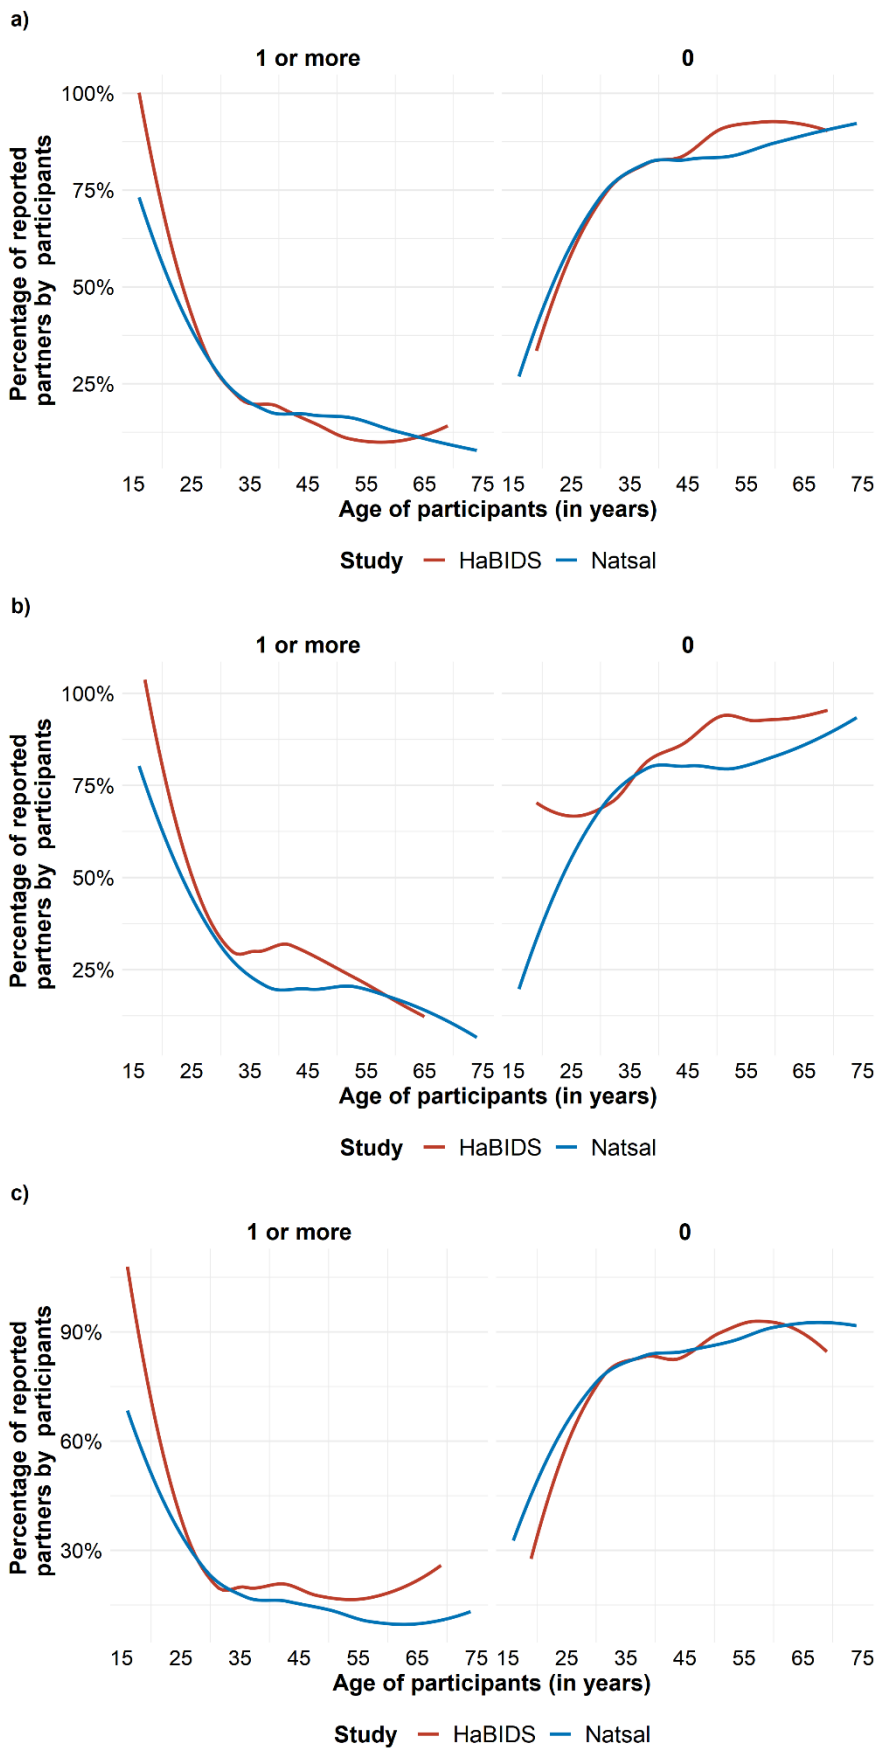 a)
1 or more
0
Percentage of reported
partners by  participants
100%
75%
50%
25%
15 25 35 45 55 65 75
15 25 35 45 55 65 75
Age of participants (in years)
Study HaBIDS Natsal
b)
1 or more
0
Percentage of reported
partners by  participants
100%
75%
50%
25%
15 25 35 45 55 65 75
15 25 35 45 55 65 75
Age of participants (in years)
Study HaBIDS Natsal
c)
1 or more
0
Percentage of reported
partners by  participants
90%
60%
30%
15 25 35 45 55 65 75
15 25 35 45 55 65 75
Age of participants (in years)
Study HaBIDS Natsal